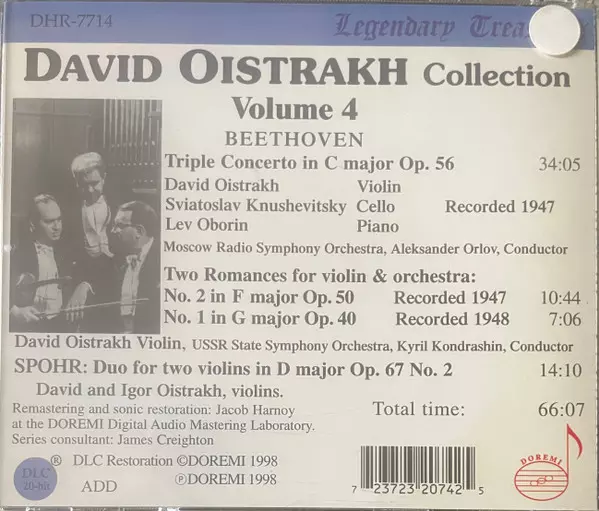 DHR-7714
Legendary
DAVID OISTRAKH Collection
Volume 4
BEETHOVEN
Triple Concerto in C major Op. 56 34:05
David Oistrakh Violin
Sviatoslav Knushevitsky Cello Recorded 1947
Lev Oborin Piano
Moscow Radio Symphony Orchestra, Aleksander Orlov, Conductor
Two Romances for violin & orchestra:
No. 2 in F major Op. 50 Recorded 1947 10:44
No. 1 in G major Op. 40 Recorded 1948 7:06
David Oistrakh Violin, USSR State Symphony Orchestra, Kyril Kondrashin, Conductor
SPOHR: Duo for two violins in D major Op. 67 No. 2 14:10
David and Igor Oistrakh, violins.
Remastering and sonic restoration: Jacob Harnoy
at the DOREMI Digital Audio Mastering Laboratory.
Series consultant: James Creighton
Total time: 66:07
DLC
20-bit
® DLC Restoration ©DOREMI 1998
ADD ℗DOREMI 1998
7 23723 20742 5
DOREMI